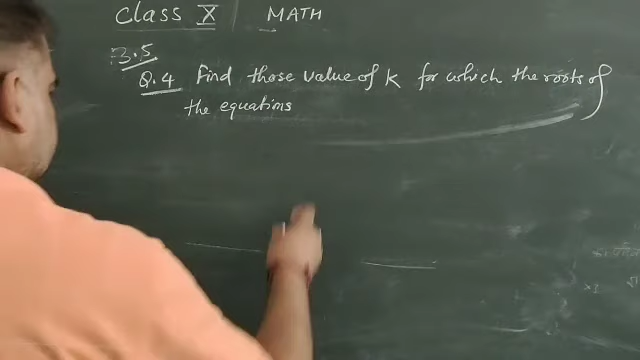 Class X MATH
3.5
Q.4 Find those value of K for which the roots of
the equations